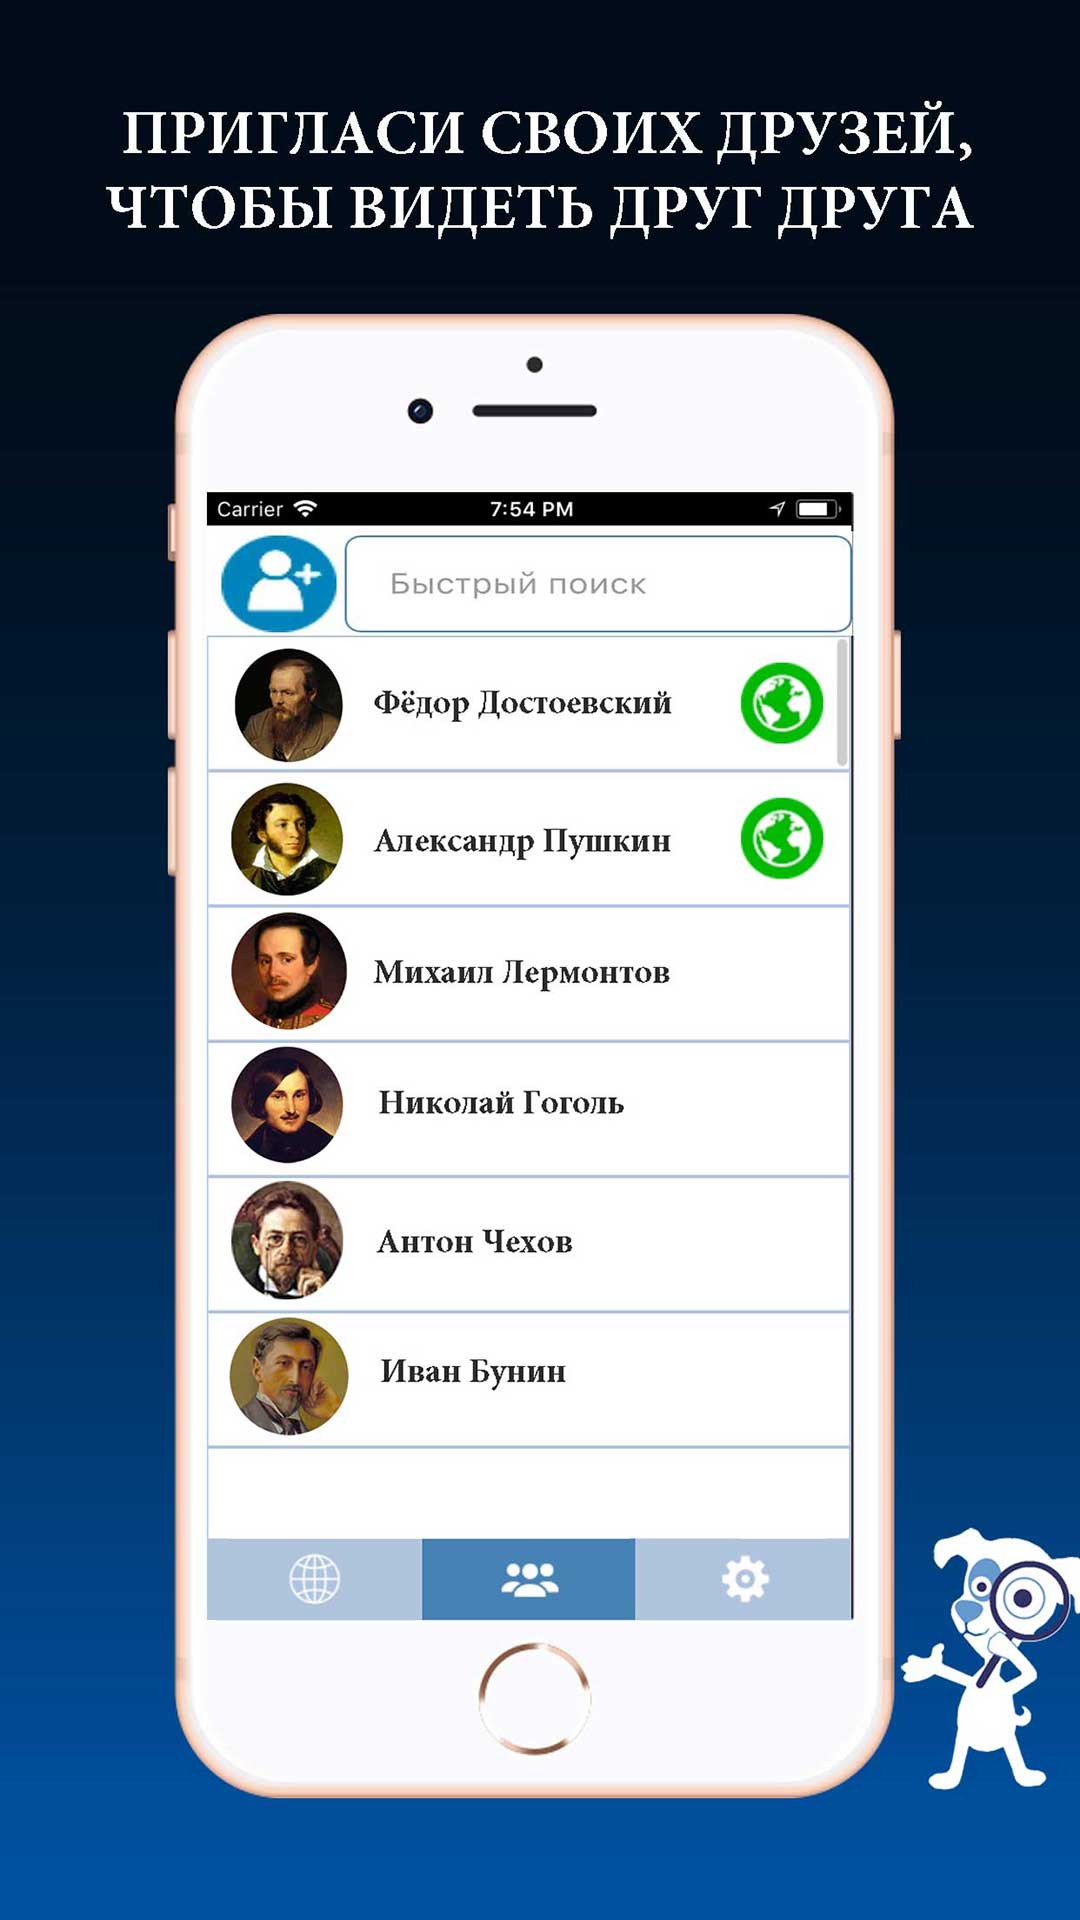 ПРИГЛАСИ СВОИХ ДРУЗЕЙ,
ЧТОБЫ ВИДЕТЬ ДРУГ ДРУГА
Carrier 7:54 PM
Быстрый поиск
Фёдор Достоевский
Александр Пушкин
Михаил Лермонтов
Николай Гоголь
Антон Чехов
Иван Бунин